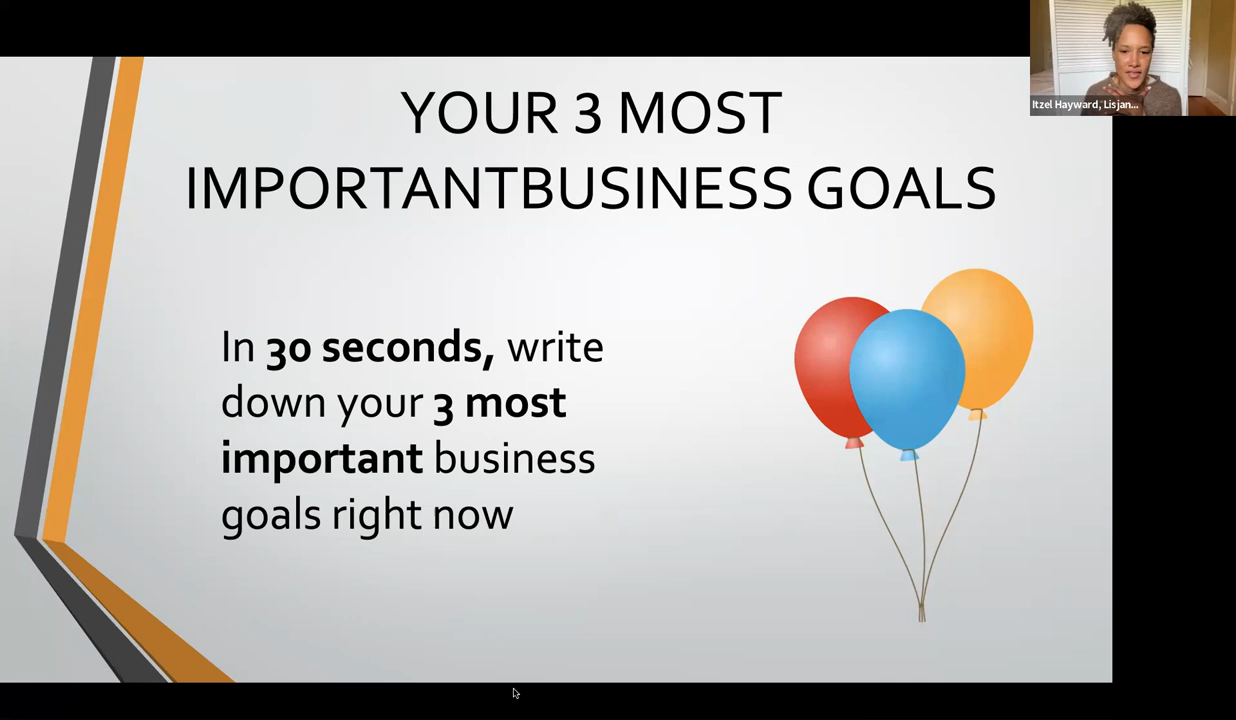 YOUR 3 MOST
IMPORTANTBUSINESS GOALS
Itzel Hayward, Lisjan...
In 30 seconds, write
down your 3 most
important business
goals right now